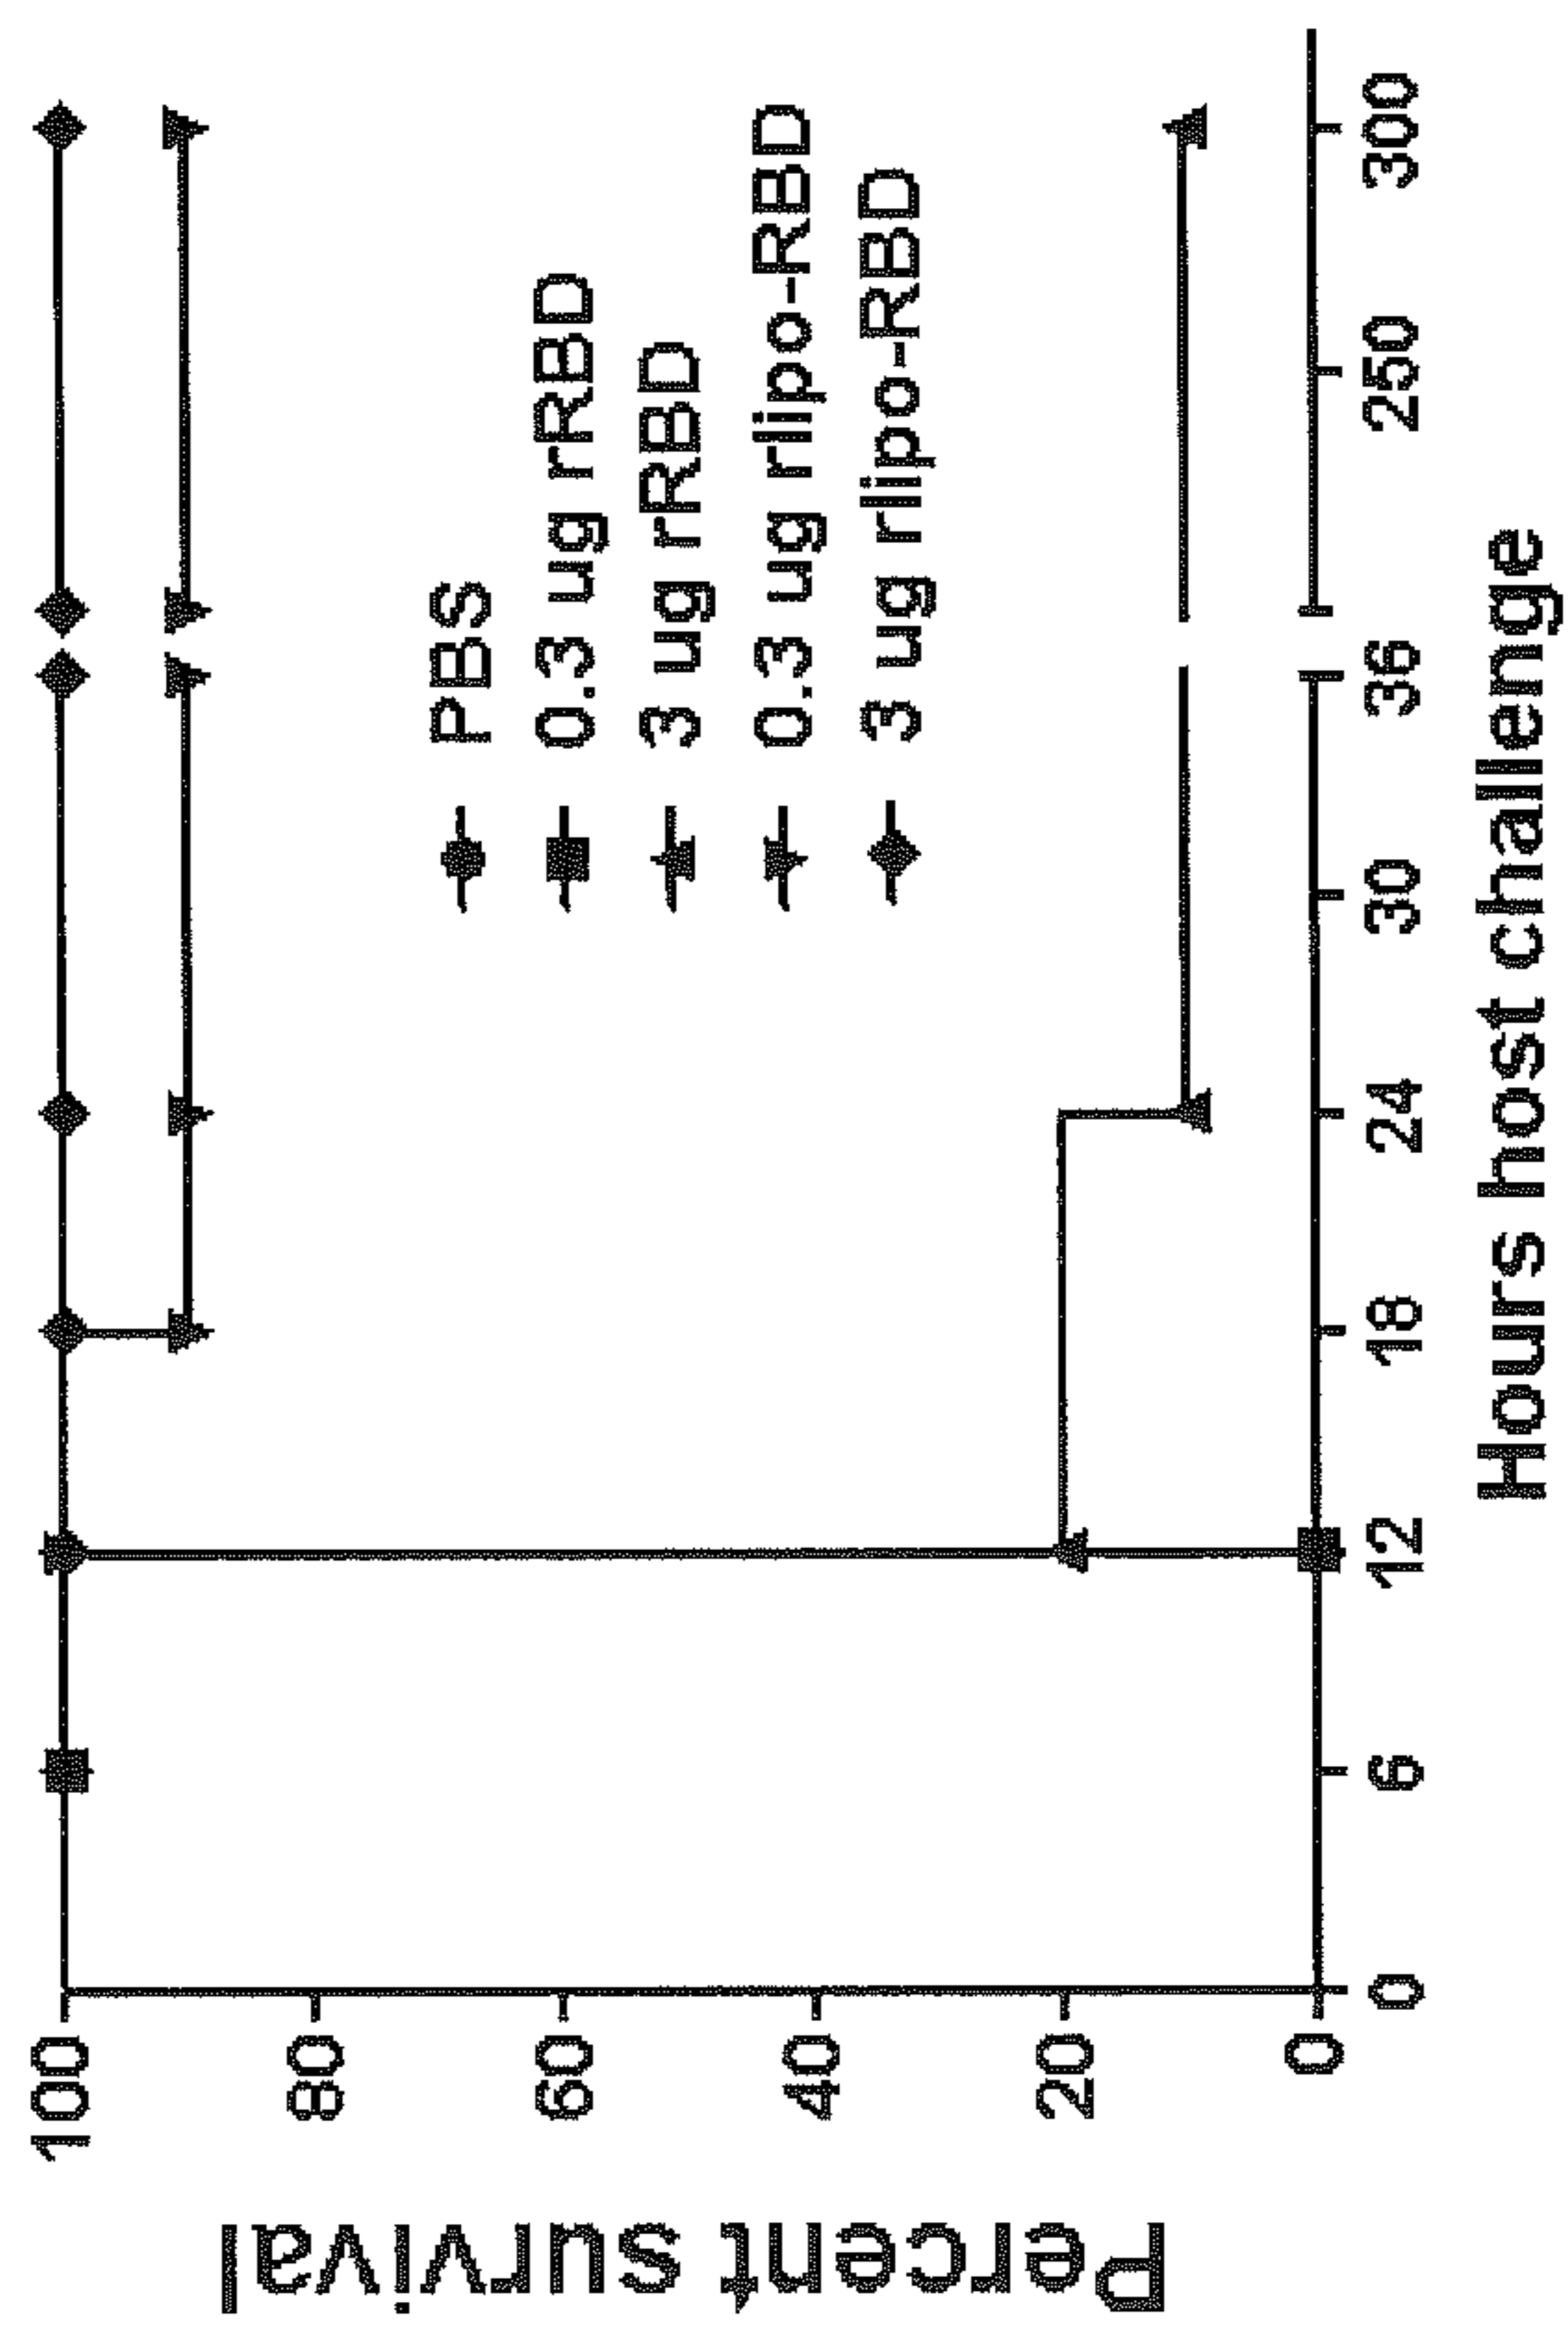 Percent survival
100
80
60
40
20
0
PBS
0.3 ug rRBD
3 ug rRBD
0.3 ug rlipo-RBD
3 ug rlipo-RBD
0 6 12 18 24 30 36 250 300
Hours host challenge